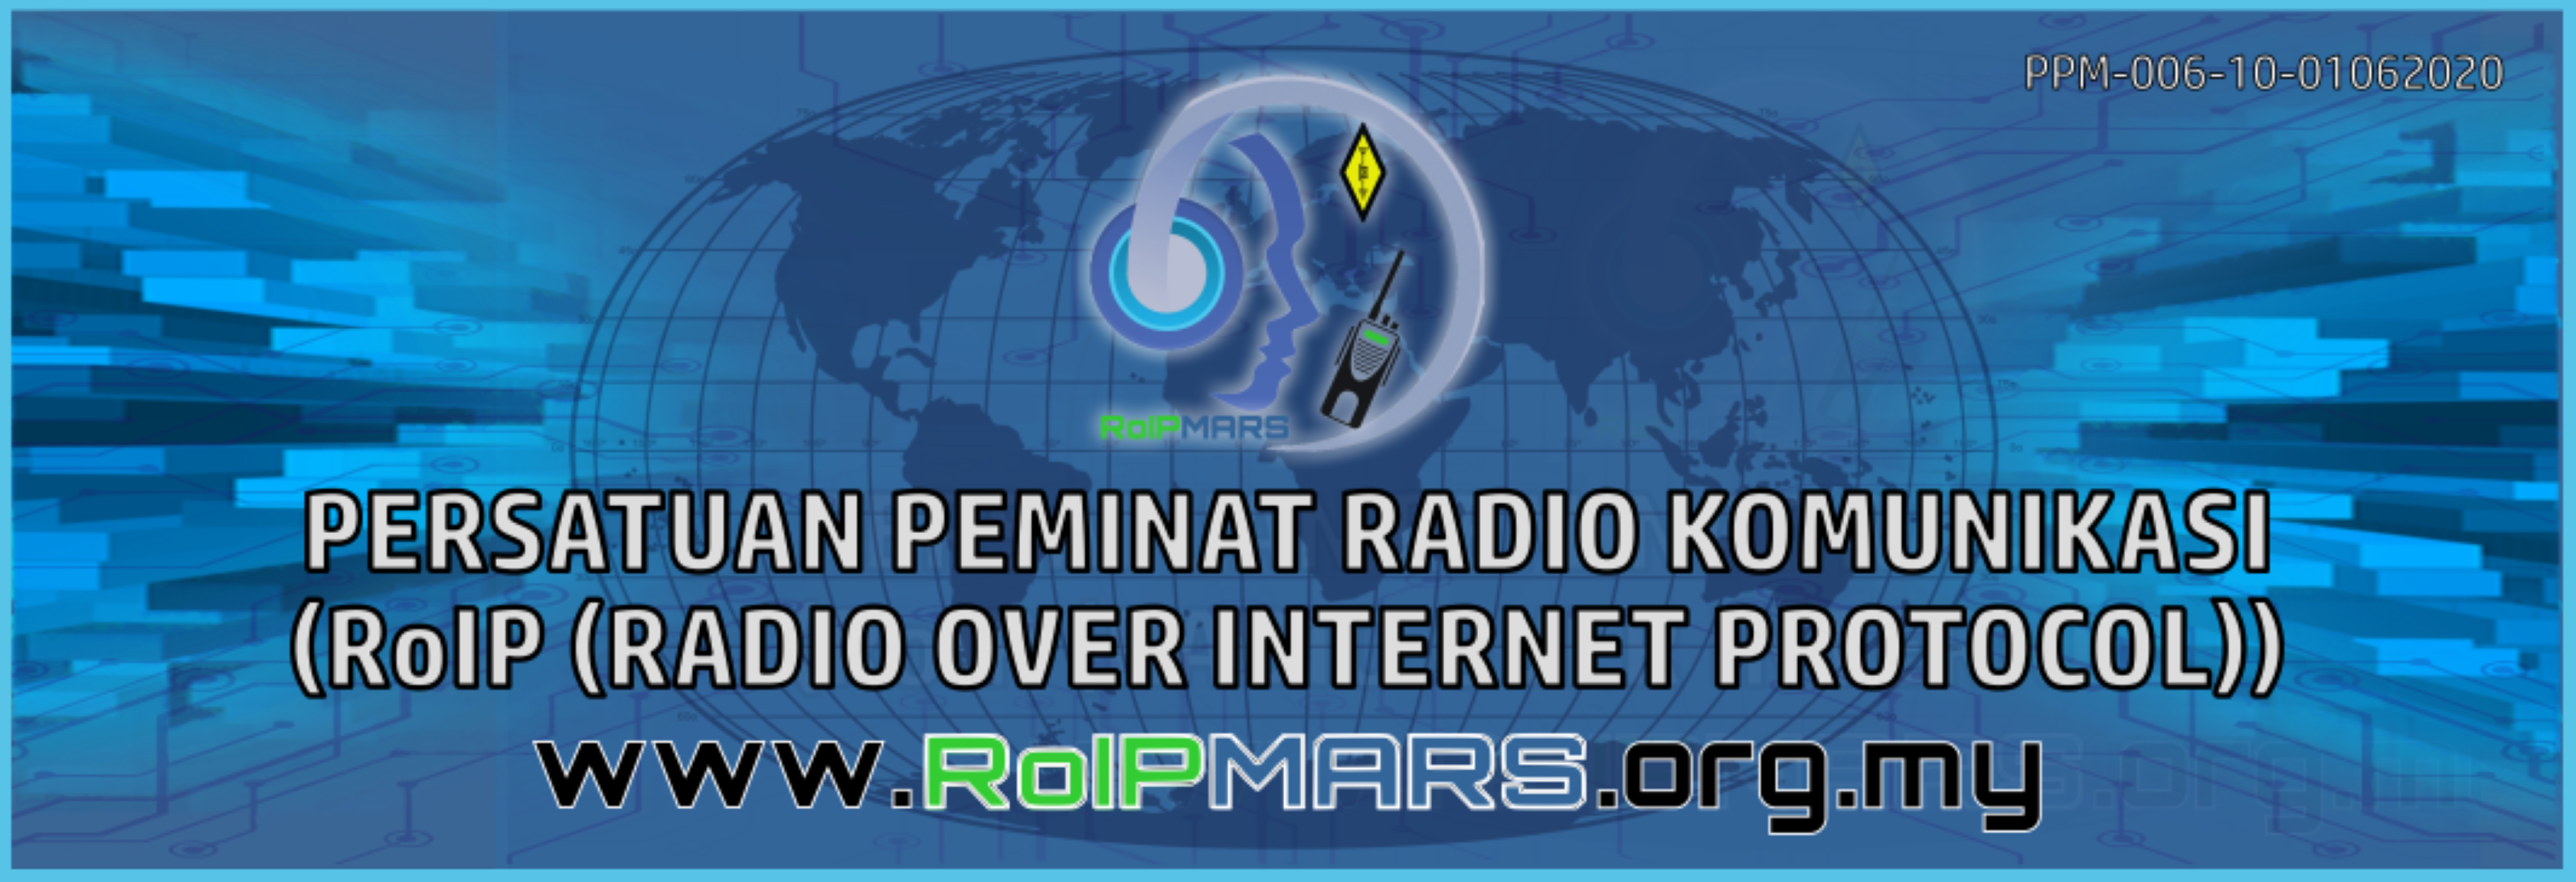 PPM-006-10-01062020
RoIPMARS
PERSATUAN PEMINAT RADIO KOMUNIKASI
(RoIP (RADIO OVER INTERNET PROTOCOL))
www.RoIPMARS.org.my